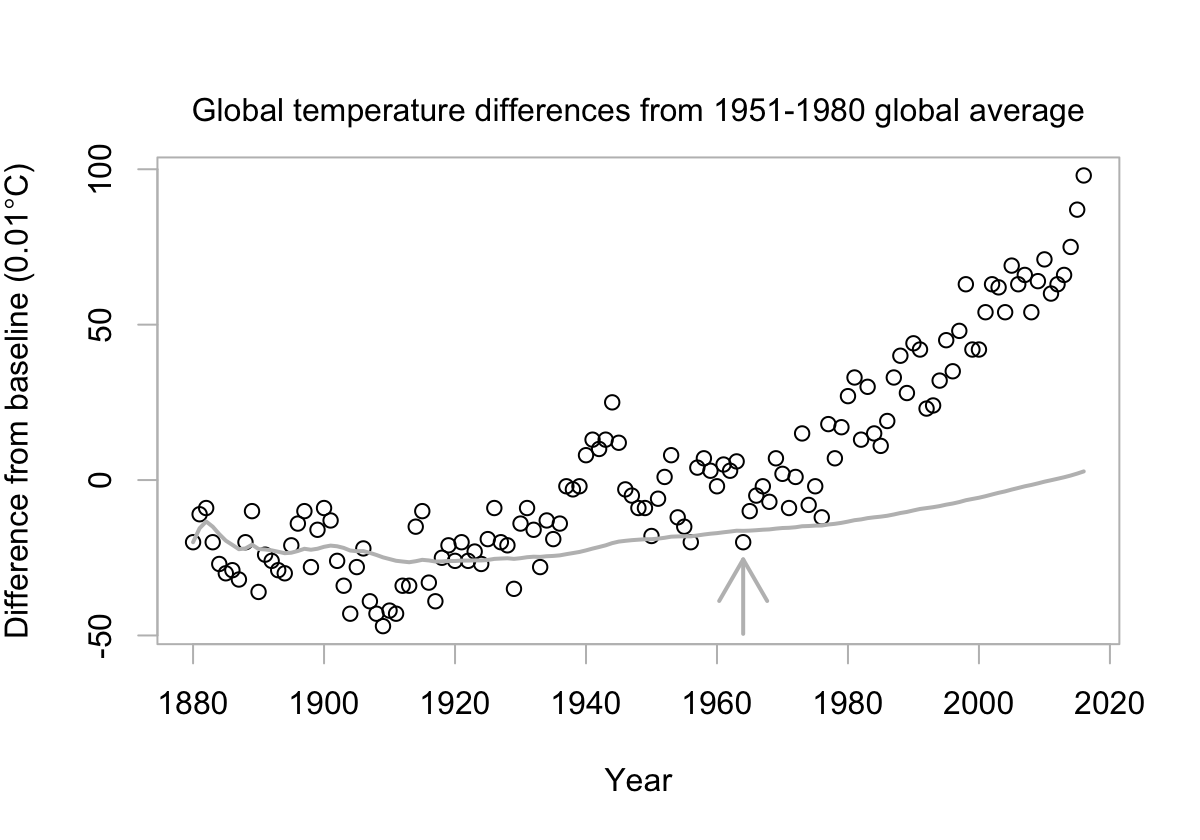 Global temperature differences from 1951-1980 global average
Difference from baseline (0.01°C)
100
50
0
-50
1880 1900 1920 1940 1960 1980 2000 2020
Year